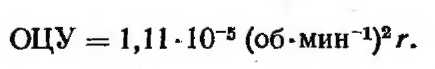 ОЦУ = 1,11·10⁻⁵ (об·мин⁻¹)² r.